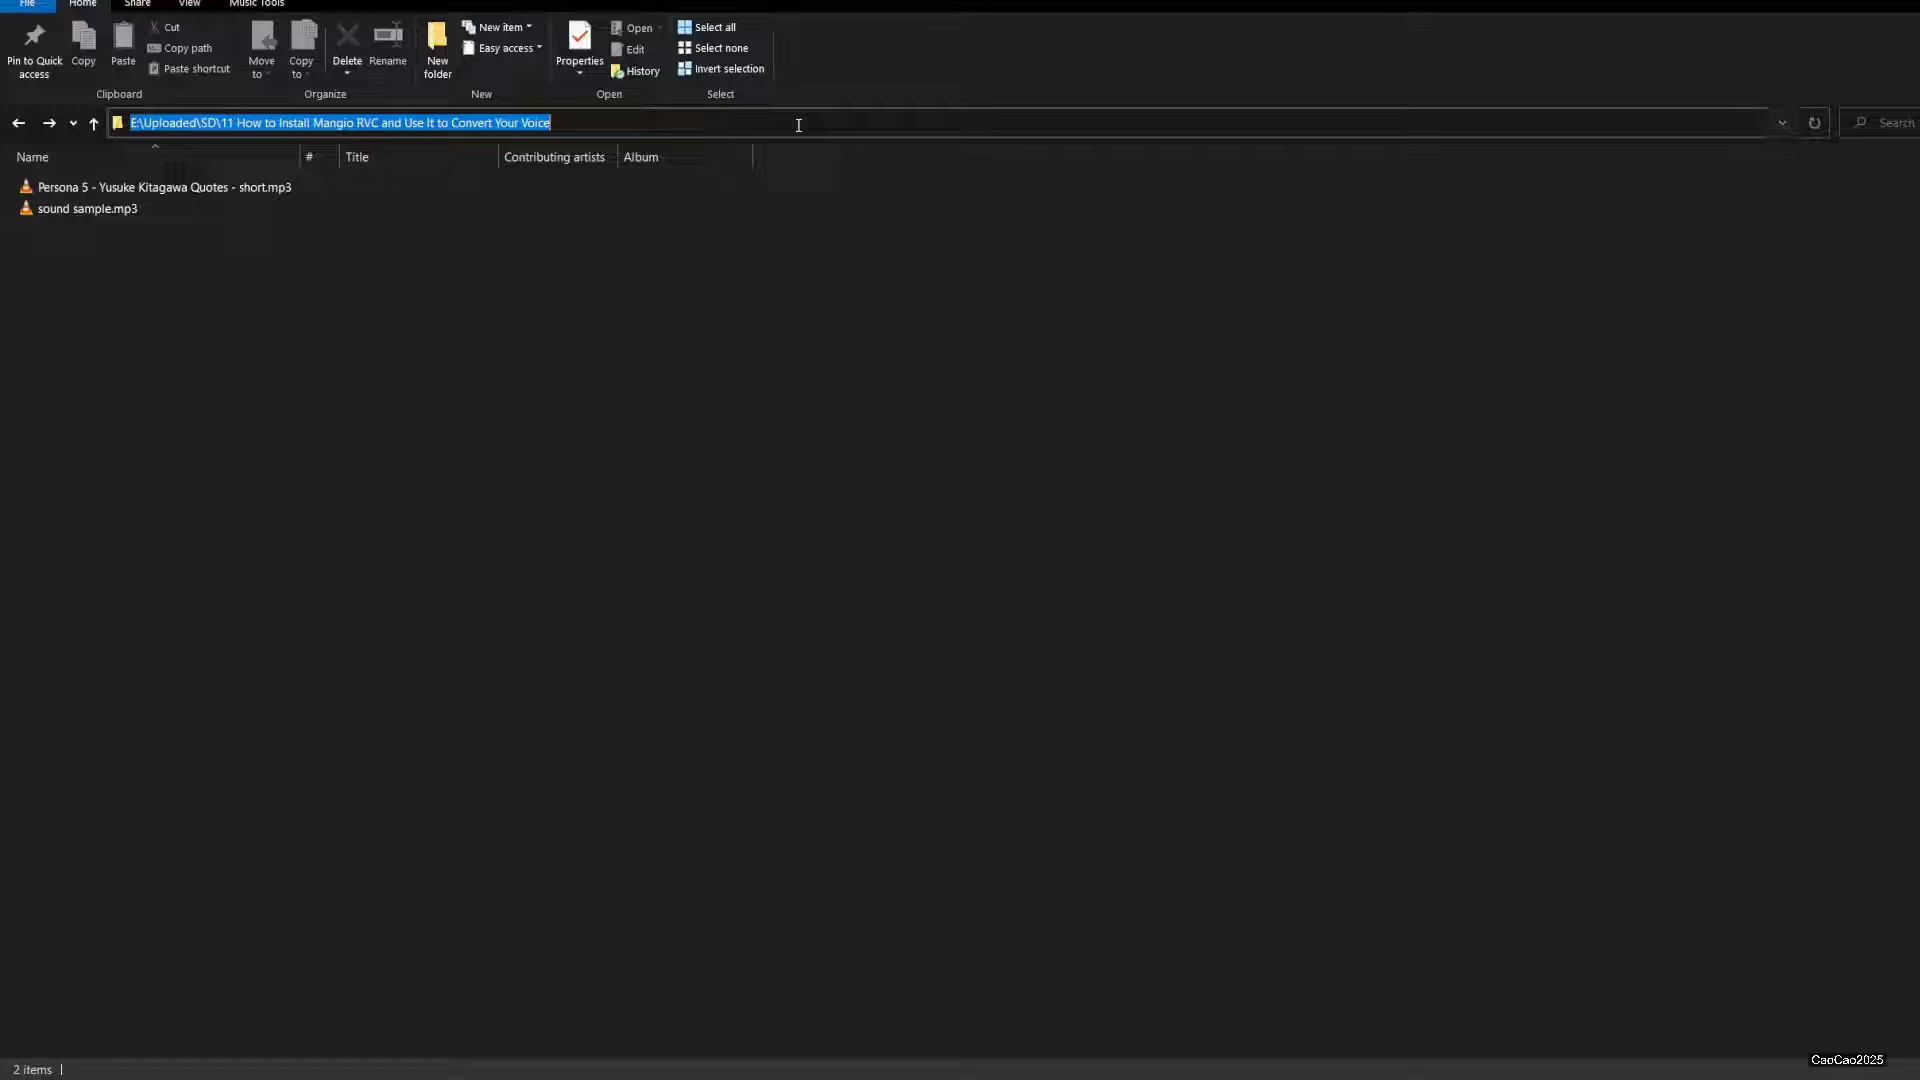 File Home Share View Music Tools
Pin to Quick access
Copy
Paste
Cut
Copy path
Paste shortcut
Move to
Copy to
Delete
Rename
New folder
New item
Easy access
Properties
Open
Edit
History
Select all
Select none
Invert selection
Clipboard Organize New Open Select
E:\Uploaded\SD\11 How to Install Mangio RVC and Use It to Convert Your Voice
Search
Name # Title Contributing artists Album
Persona 5 - Yusuke Kitagawa Quotes - short.mp3
sound sample.mp3
2 items
CaoCao2025